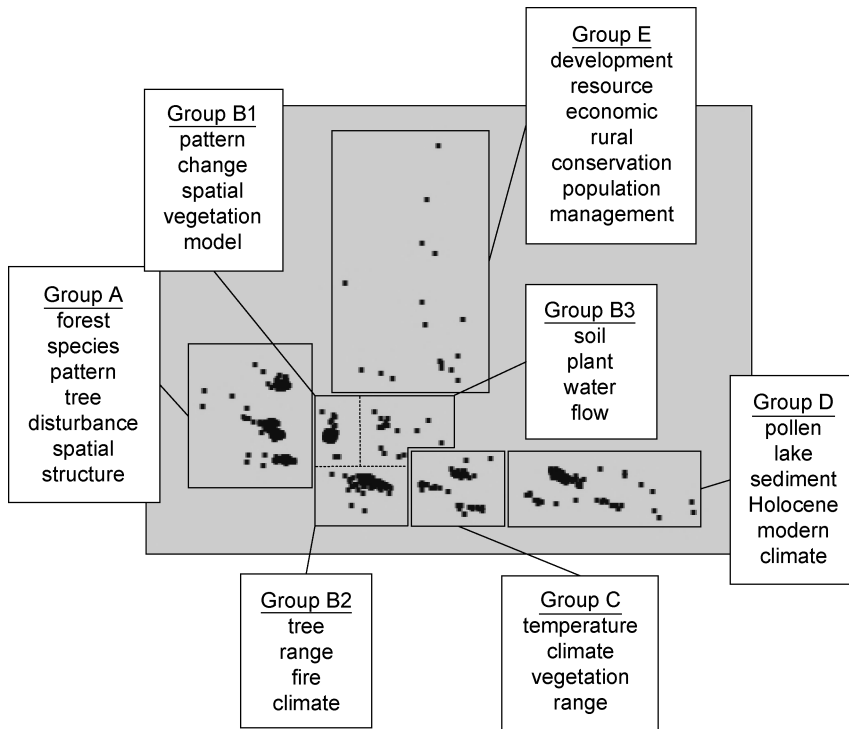 Group E
development
resource
economic
rural
conservation
population
management
Group B1
pattern
change
spatial
vegetation
model
Group A
forest
species
pattern
tree
disturbance
spatial
structure
Group B3
soil
plant
water
flow
Group D
pollen
lake
sediment
Holocene
modern
climate
Group B2
tree
range
fire
climate
Group C
temperature
climate
vegetation
range